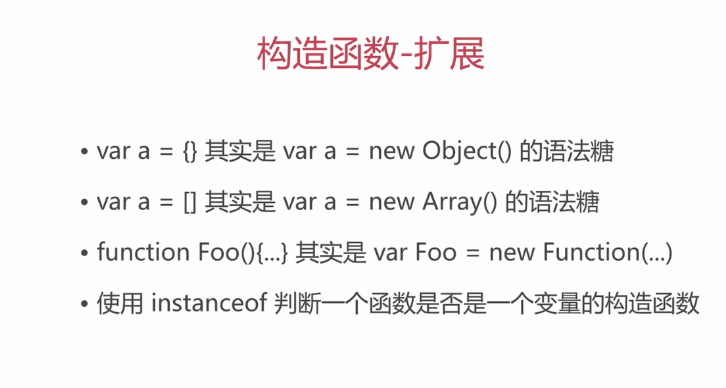 构造函数-扩展
• var a = {} 其实是 var a = new Object() 的语法糖
• var a = [] 其实是 var a = new Array() 的语法糖
• function Foo(){...} 其实是 var Foo = new Function(...)
• 使用 instanceof 判断一个函数是否是一个变量的构造函数